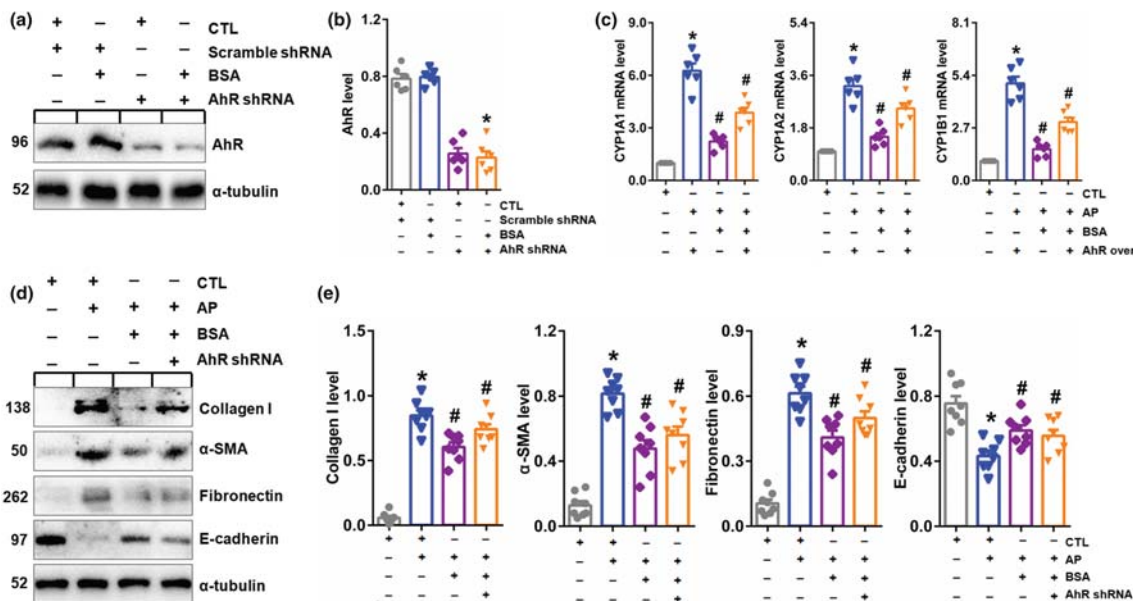 (a)
+ – + – CTL
+ + – – Scramble shRNA
– + – + BSA
– – + + AhR shRNA
96 AhR
52 α-tubulin
(b)
AhR level
1.2
0.8
0.4
0.0
*
+ – + – CTL
+ + – – Scramble shRNA
– + – + BSA
– – + + AhR shRNA
(c)
CYP1A1 mRNA level
9.0
6.0
3.0
0.0
* # #
CYP1A2 mRNA level
5.4
3.6
1.8
0.0
* # #
CYP1B1 mRNA level
8.1
5.4
2.7
0.0
* # #
+ – – – + – – – + – – – CTL
– + + + – + + + – + + + AP
– – + + – – + + – – + + BSA
– + – + – + – + – + – + AhR over
(d)
+ + – – CTL
– + + + AP
– – + + BSA
– – – + AhR shRNA
138 Collagen I
50 α-SMA
262 Fibronectin
97 E-cadherin
52 α-tubulin
(e)
Collagen I level
1.5
1.0
0.5
0.0
* # #
α-SMA level
1.2
0.8
0.4
0.0
* # #
Fibronectin level
0.9
0.6
0.3
0.0
* # #
E-cadherin level
1.2
0.8
0.4
0.0
* # #
+ + – – + + – – + + – – + + – – CTL
– + + + – + + + – + + + – + + + AP
– – + + – – + + – – + + – – + + BSA
– – – + – – – + – – – + – – – + AhR shRNA